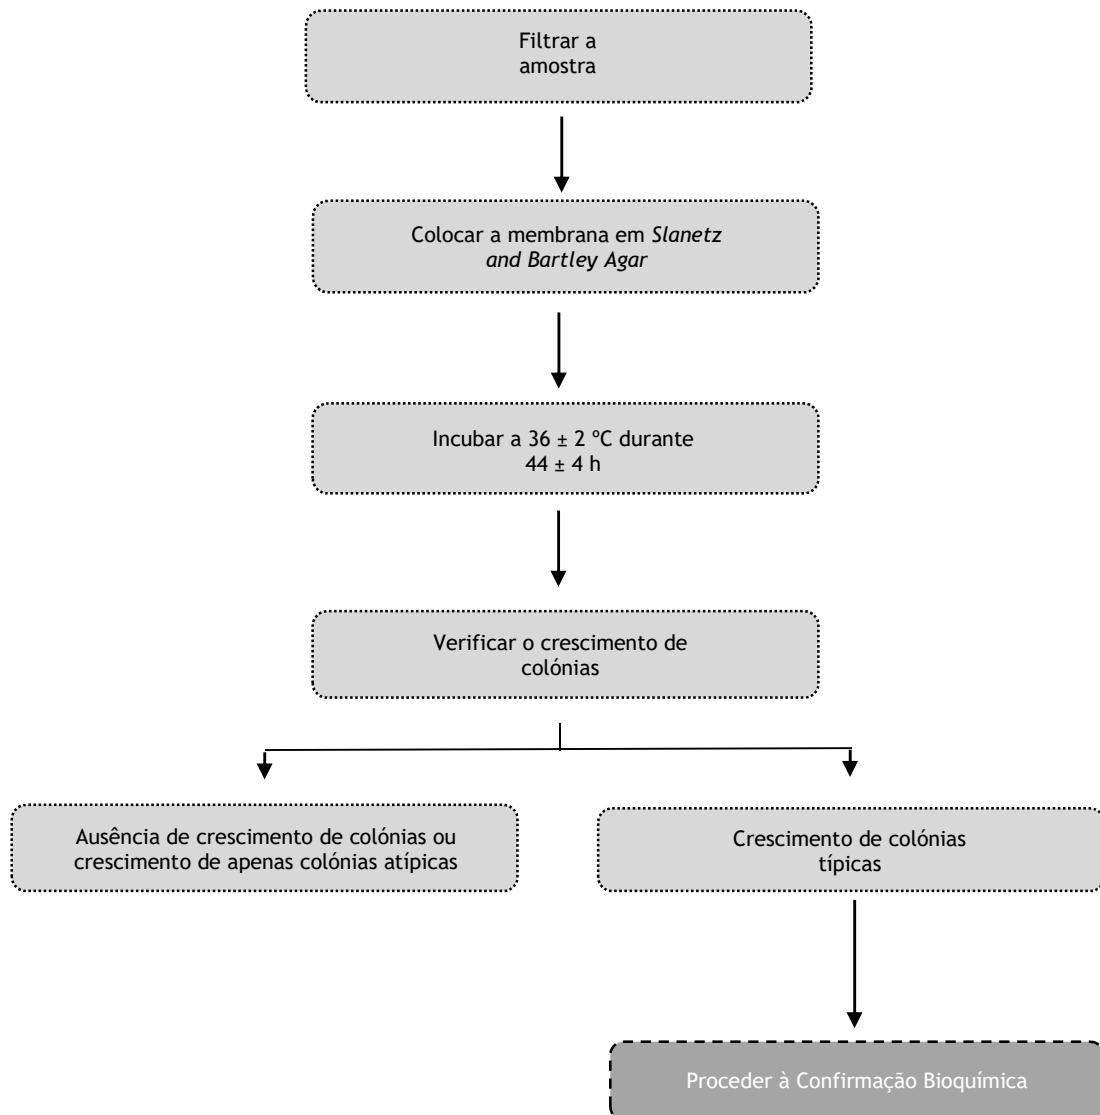 Filtrar a
amostra
Colocar a membrana em Slanetz
and Bartley Agar
Incubar a 36 ± 2 ºC durante
44 ± 4 h
Verificar o crescimento de
colónias
Ausência de crescimento de colónias ou
crescimento de apenas colónias atípicas
Crescimento de colónias
típicas
Proceder à Confirmação Bioquímica